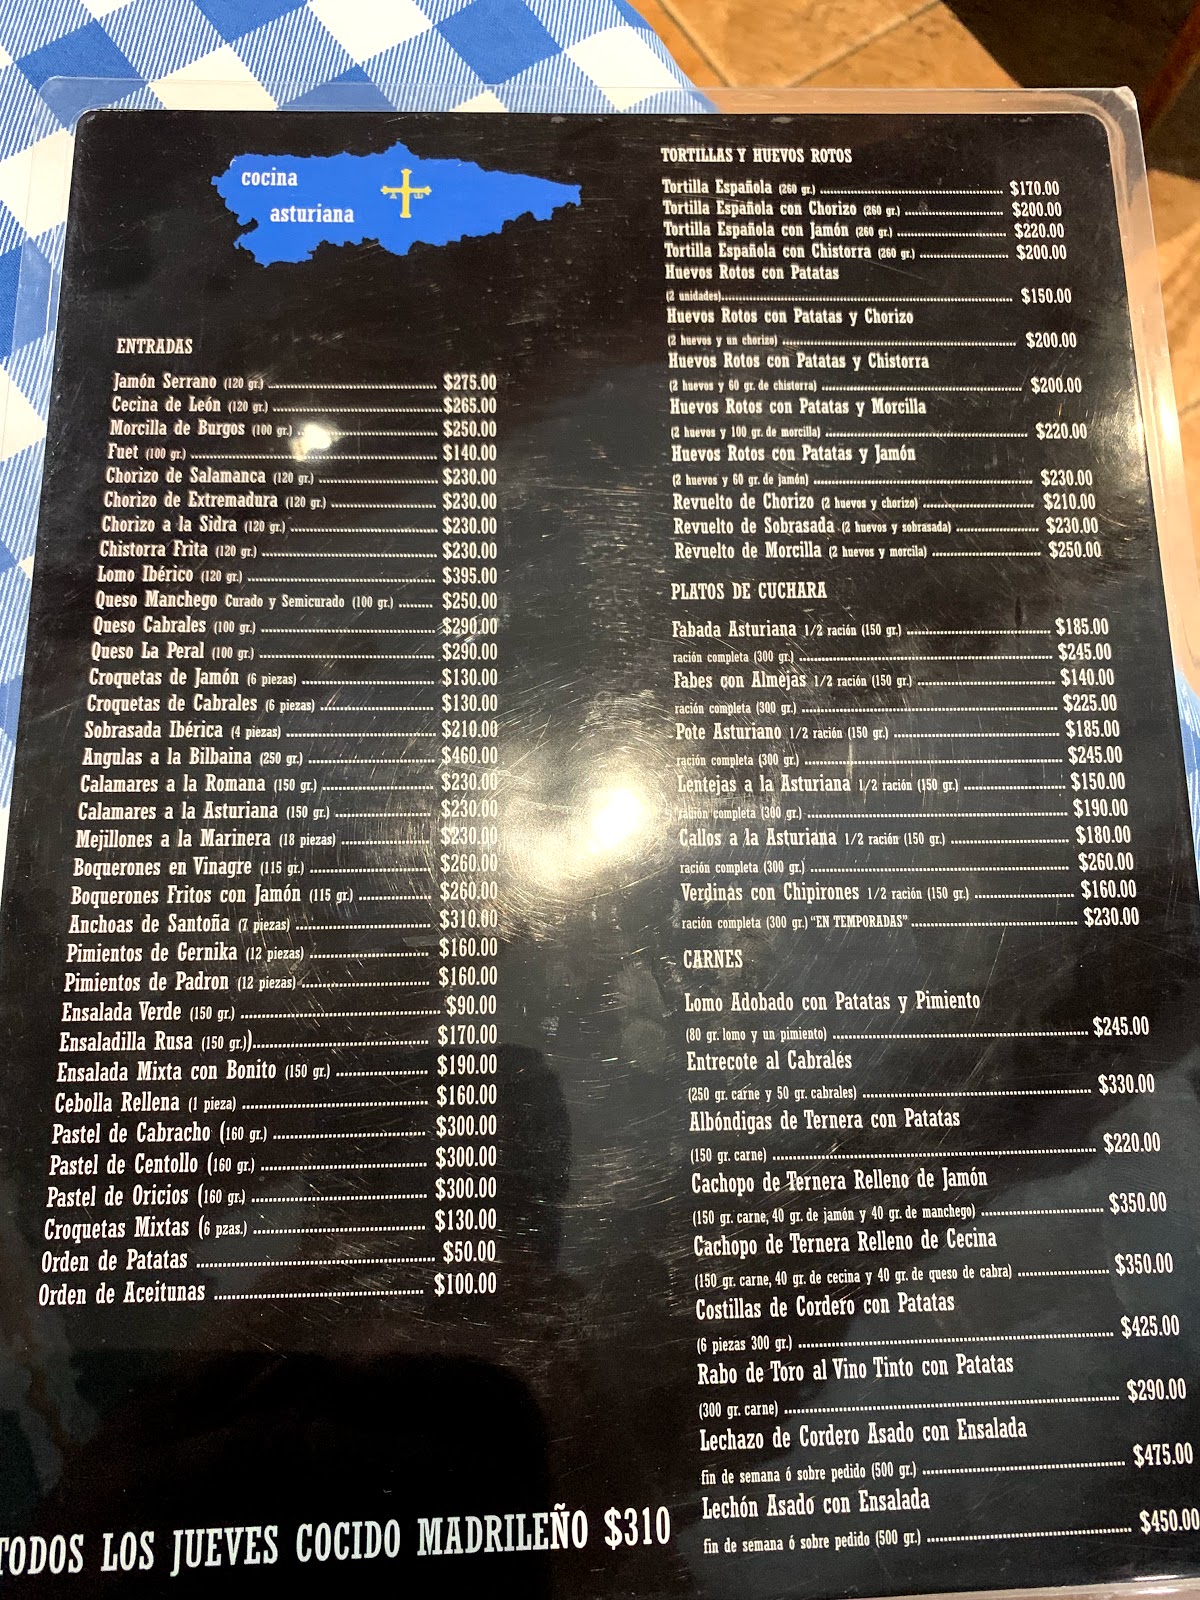 cocina
asturiana
ENTRADAS
Jamón Serrano (120 gr.) $275.00
Cecina de León (120 gr.) $265.00
Morcilla de Burgos (100 gr.) $250.00
Fuet (100 gr.) $140.00
Chorizo de Salamanca (120 gr.) $230.00
Chorizo de Extremadura (120 gr.) $230.00
Chorizo a la Sidra (120 gr.) $230.00
Chistorra Frita (120 gr.) $230.00
Lomo Ibérico (120 gr.) $395.00
Queso Manchego Curado y Semicurado (100 gr.) $250.00
Queso Cabrales (100 gr.) $290.00
Queso La Peral (100 gr.) $290.00
Croquetas de Jamón (6 piezas) $130.00
Croquetas de Cabrales (6 piezas) $130.00
Sobrasada Ibérica (4 piezas) $210.00
Angulas a la Bilbaina (250 gr.) $460.00
Calamares a la Romana (150 gr.) $230.00
Calamares a la Asturiana (150 gr.) $230.00
Mejillones a la Marinera (18 piezas) $230.00
Boquerones en Vinagre (115 gr.) $260.00
Boquerones Fritos con Jamón (115 gr.) $260.00
Anchoas de Santoña (7 piezas) $310.00
Pimientos de Gernika (12 piezas) $160.00
Pimientos de Padron (12 piezas) $160.00
Ensalada Verde (150 gr.) $90.00
Ensaladilla Rusa (150 gr.)) $170.00
Ensalada Mixta con Bonito (150 gr.) $190.00
Cebolla Rellena (1 pieza) $160.00
Pastel de Cabracho (160 gr.) $300.00
Pastel de Centollo (160 gr.) $300.00
Pastel de Oricios (160 gr.) $300.00
Croquetas Mixtas (6 pzas.) $130.00
Orden de Patatas $50.00
Orden de Aceitunas $100.00
TODOS LOS JUEVES COCIDO MADRILEÑO $310
TORTILLAS Y HUEVOS ROTOS
Tortilla Española (260 gr.) $170.00
Tortilla Española con Chorizo (260 gr.) $200.00
Tortilla Española con Jamón (260 gr.) $220.00
Tortilla Española con Chistorra (260 gr.) $200.00
Huevos Rotos con Patatas
(2 unidades) $150.00
Huevos Rotos con Patatas y Chorizo
(2 huevos y un chorizo) $200.00
Huevos Rotos con Patatas y Chistorra
(2 huevos y 60 gr. de chistorra) $200.00
Huevos Rotos con Patatas y Morcilla
(2 huevos y 100 gr. de morcilla) $220.00
Huevos Rotos con Patatas y Jamón
(2 huevos y 60 gr. de jamón) $230.00
Revuelto de Chorizo (2 huevos y chorizo) $210.00
Revuelto de Sobrasada (2 huevos y sobrasada) $230.00
Revuelto de Morcilla (2 huevos y morcila) $250.00
PLATOS DE CUCHARA
Fabada Asturiana 1/2 ración (150 gr.) $185.00
ración completa (300 gr.) $245.00
Fabes con Almejas 1/2 ración (150 gr.) $140.00
ración completa (300 gr.) $225.00
Pote Asturiano 1/2 ración (150 gr.) $185.00
ración completa (300 gr.) $245.00
Lentejas a la Asturiana 1/2 ración (150 gr.) $150.00
ración completa (300 gr.) $190.00
Callos a la Asturiana 1/2 ración (150 gr.) $180.00
ración completa (300 gr.) $260.00
Verdinas con Chipirones 1/2 ración (150 gr.) $160.00
ración completa (300 gr.) "EN TEMPORADAS" $230.00
CARNES
Lomo Adobado con Patatas y Pimiento
(80 gr. lomo y un pimiento) $245.00
Entrecote al Cabrales
(250 gr. carne y 50 gr. cabrales) $330.00
Albóndigas de Ternera con Patatas
(150 gr. carne) $220.00
Cachopo de Ternera Relleno de Jamón
(150 gr. carne, 40 gr. de jamón y 40 gr. de manchego) $350.00
Cachopo de Ternera Relleno de Cecina
(150 gr. carne, 40 gr. de cecina y 40 gr. de queso de cabra) $350.00
Costillas de Cordero con Patatas
(6 piezas 300 gr.) $425.00
Rabo de Toro al Vino Tinto con Patatas
(300 gr. carne) $290.00
Lechazo de Cordero Asado con Ensalada
fin de semana ó sobre pedido (500 gr.) $475.00
Lechón Asado con Ensalada
fin de semana ó sobre pedido (500 gr.) $450.00